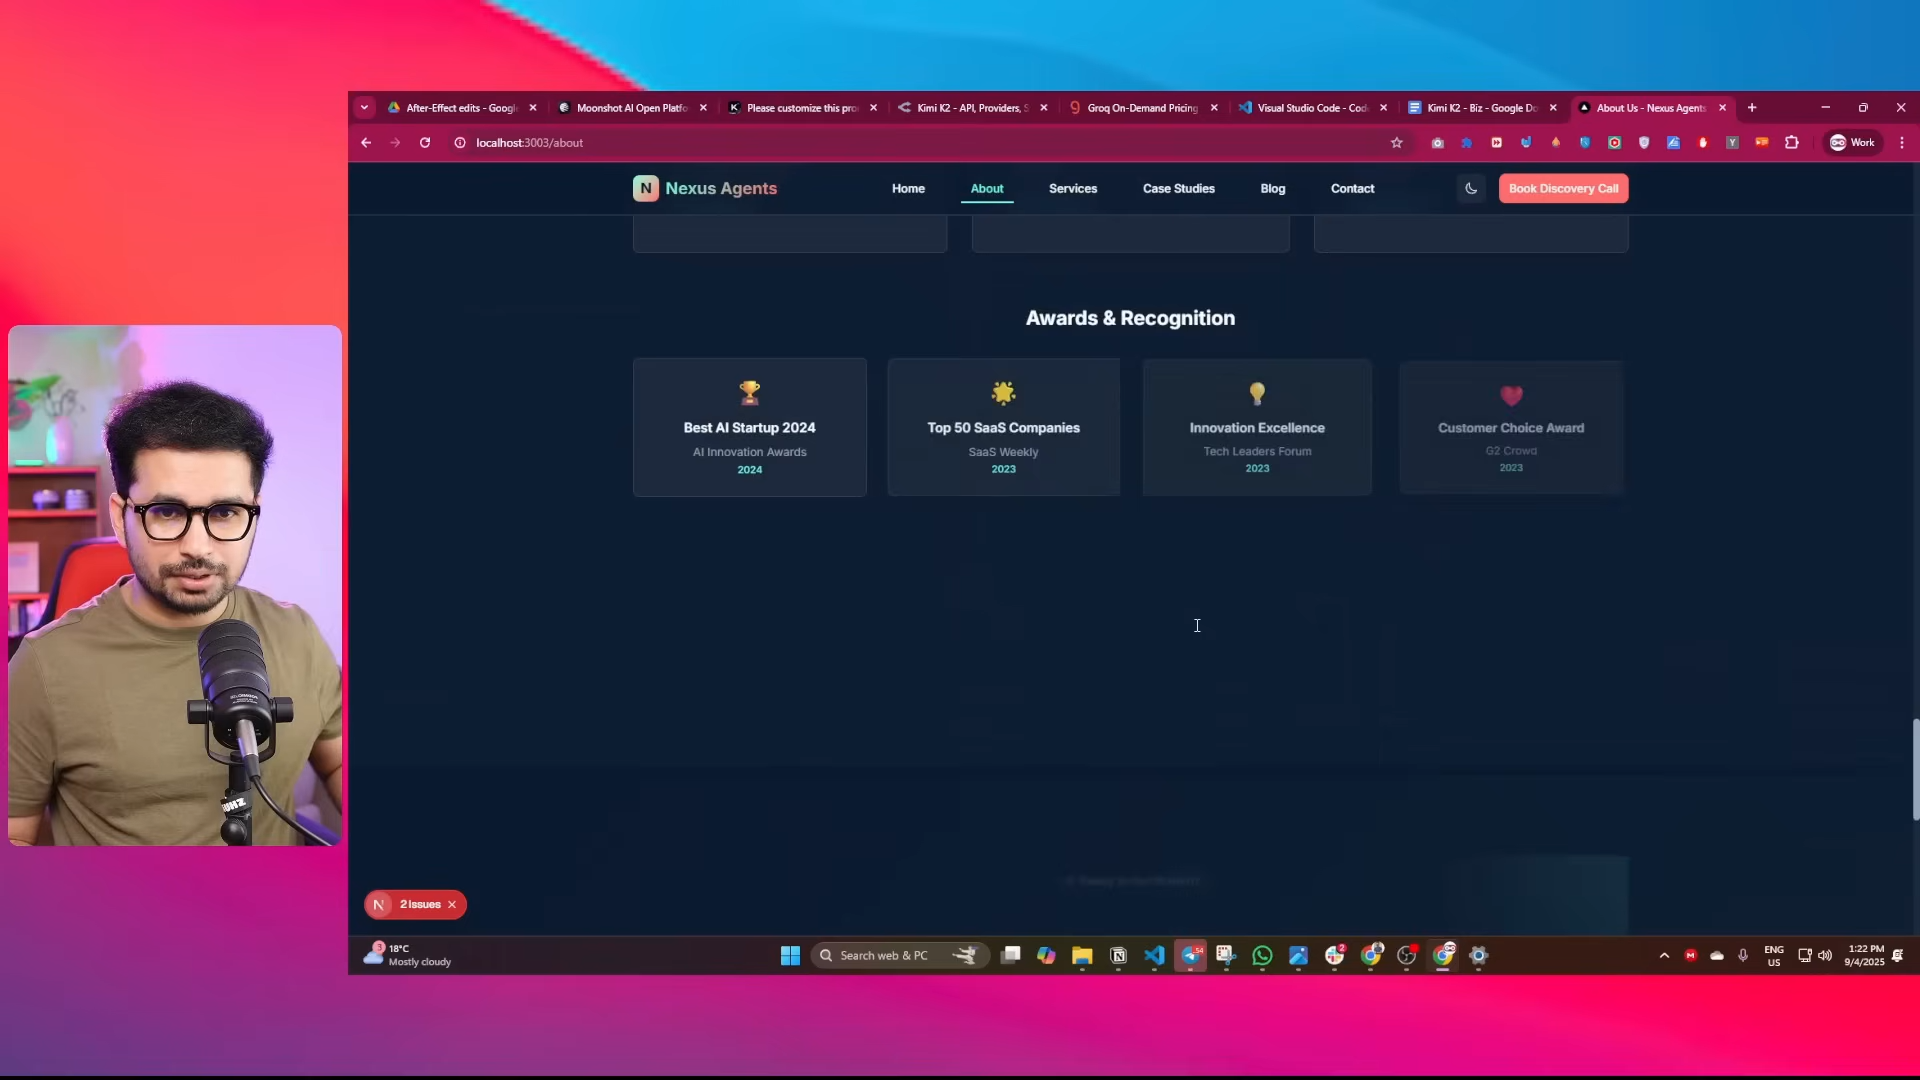 After-Effect edits - Googl
Moonshot AI Open Platfo
Please customize this pro
Kimi K2 - API, Providers, S
Groq On-Demand Pricing
Visual Studio Code - Cod
Kimi K2 - Biz - Google Do
About Us - Nexus Agents
localhost:3003/about
Work
N Nexus Agents
Home
About
Services
Case Studies
Blog
Contact
Book Discovery Call
Awards & Recognition
Best AI Startup 2024
AI Innovation Awards
2024
Top 50 SaaS Companies
SaaS Weekly
2023
Innovation Excellence
Tech Leaders Forum
2023
Customer Choice Award
G2 Crowd
2023
N 2 Issues
3
18°C
Mostly cloudy
Search web & PC
54
2
ENG
US
1:22 PM
9/4/2025